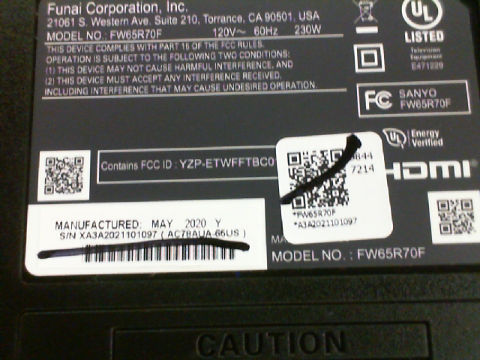 Funai Corporation, Inc.
21061 S. Western Ave. Suite 210, Torrance, CA 90501, USA
MODEL NO.: FW65R70F 120V~ 60Hz 230W
THIS DEVICE COMPLIES WITH PART 15 OF THE FCC RULES.
OPERATION IS SUBJECT TO THE FOLLOWING TWO CONDITIONS:
(1) THIS DEVICE MAY NOT CAUSE HARMFUL INTERFERENCE, AND
(2) THIS DEVICE MUST ACCEPT ANY INTERFERENCE RECEIVED,
INCLUDING INTERFERENCE THAT MAY CAUSE UNDESIRED OPERATION.
UL
LISTED
Television
Equipment
E471229
FC SANYO
FW65R70F
UL Energy
Verified
Contains FCC ID : YZP-ETWFFTBC0
HDMI
7214
*FW65R70F
*A3A2021101097
MANUFACTURED: MAY 2020 Y
S/N XA3A2021101097 ( AC78AUA-66US )
MODEL NO. : FW65R70F
CAUTION